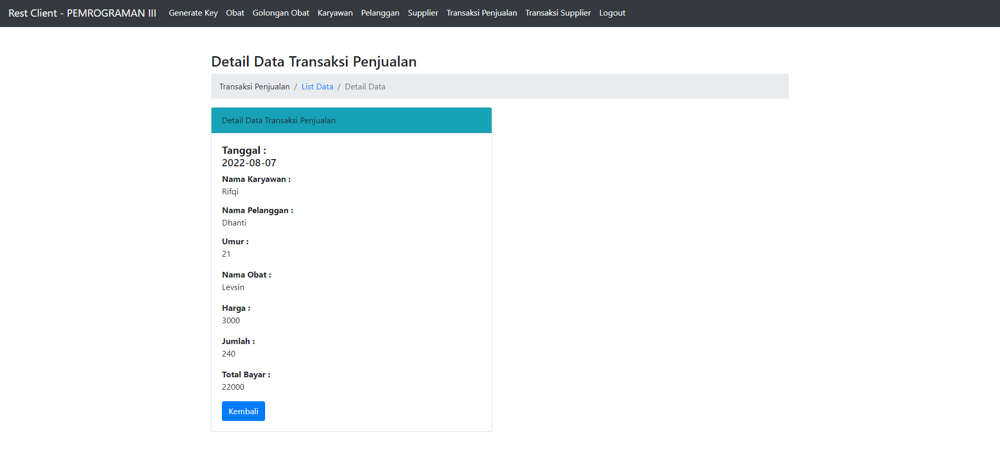 Rest Client - PEMROGRAMAN III Generate Key Obat Golongan Obat Karyawan Pelanggan Supplier Transaksi Penjualan Transaksi Supplier Logout
Detail Data Transaksi Penjualan
Transaksi Penjualan / List Data / Detail Data
Detail Data Transaksi Penjualan
Tanggal :
2022-08-07
Nama Karyawan :
Rifqi
Nama Pelanggan :
Dhanti
Umur :
21
Nama Obat :
Levsin
Harga :
3000
Jumlah :
240
Total Bayar :
22000
Kembali